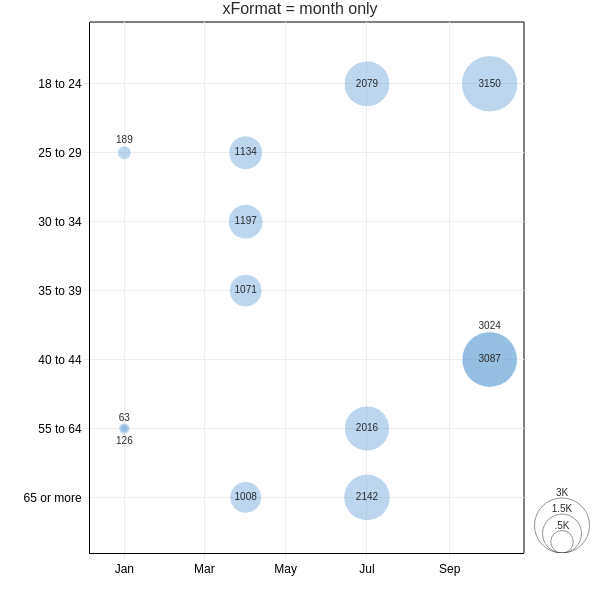 xFormat = month only
18 to 24
2079
3150
189
25 to 29
1134
30 to 34
1197
35 to 39
1071
3024
40 to 44
3087
63
55 to 64
2016
126
65 or more
1008
2142
3K
1.5K
.5K
Jan
Mar
May
Jul
Sep